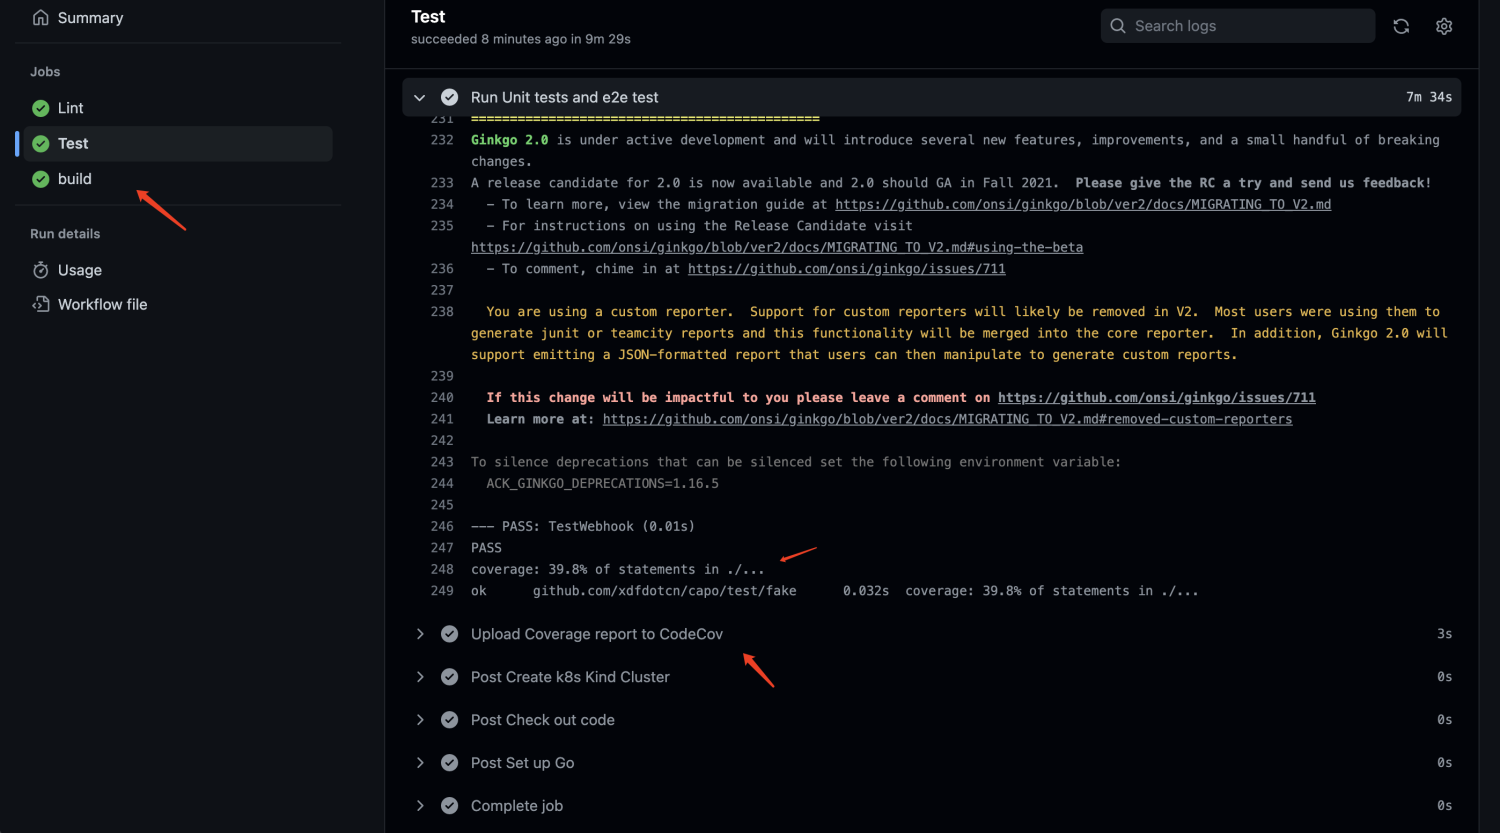 Summary
Jobs
Lint
Test
build
Run details
Usage
Workflow file
Test
succeeded 8 minutes ago in 9m 29s
Search logs
Run Unit tests and e2e test 7m 34s
231 =============================================
232 Ginkgo 2.0 is under active development and will introduce several new features, improvements, and a small handful of breaking
changes.
233 A release candidate for 2.0 is now available and 2.0 should GA in Fall 2021. Please give the RC a try and send us feedback!
234 - To learn more, view the migration guide at https://github.com/onsi/ginkgo/blob/ver2/docs/MIGRATING_TO_V2.md
235 - For instructions on using the Release Candidate visit
https://github.com/onsi/ginkgo/blob/ver2/docs/MIGRATING_TO_V2.md#using-the-beta
236 - To comment, chime in at https://github.com/onsi/ginkgo/issues/711
237
238 You are using a custom reporter. Support for custom reporters will likely be removed in V2. Most users were using them to
generate junit or teamcity reports and this functionality will be merged into the core reporter. In addition, Ginkgo 2.0 will
support emitting a JSON-formatted report that users can then manipulate to generate custom reports.
239
240 If this change will be impactful to you please leave a comment on https://github.com/onsi/ginkgo/issues/711
241 Learn more at: https://github.com/onsi/ginkgo/blob/ver2/docs/MIGRATING_TO_V2.md#removed-custom-reporters
242
243 To silence deprecations that can be silenced set the following environment variable:
244 ACK_GINKGO_DEPRECATIONS=1.16.5
245
246 --- PASS: TestWebhook (0.01s)
247 PASS
248 coverage: 39.8% of statements in ./...
249 ok github.com/xdfdotcn/capo/test/fake 0.032s coverage: 39.8% of statements in ./...
Upload Coverage report to CodeCov 3s
Post Create k8s Kind Cluster 0s
Post Check out code 0s
Post Set up Go 0s
Complete job 0s